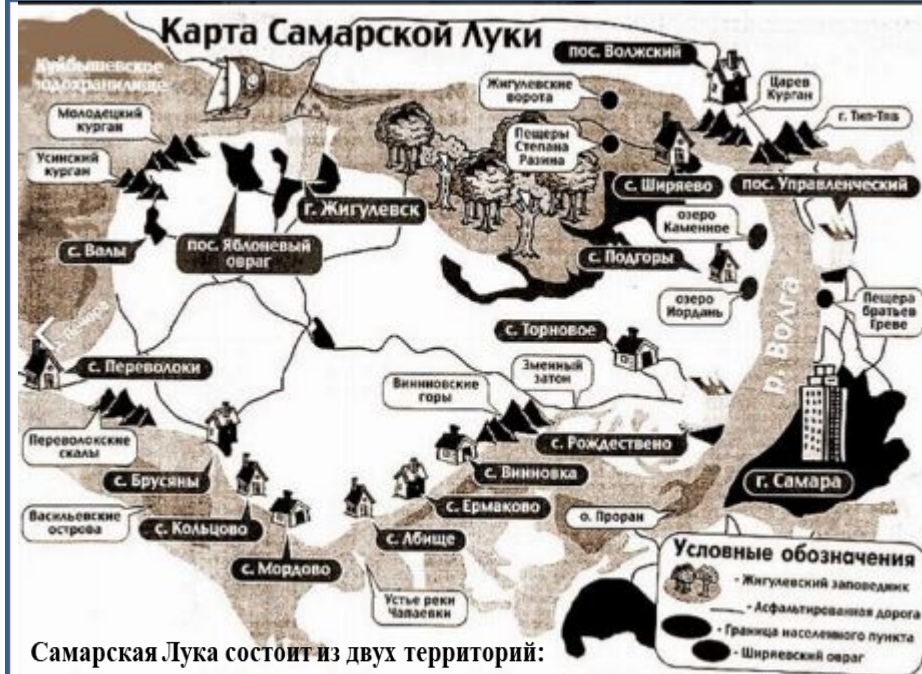 Карта Самарской Луки
пос. Волжский
Куйбышевское
водохранилище
Жигулевские
ворота
Царев
Курган
Молодецкий
курган
г. Тип-Тяв
Пещеры
Степана
Разина
Усинский
курган
с. Ширяево
пос. Управленческий
г. Жигулевск
озеро
Каменное
с. Валы
пос. Яблоневый
овраг
с. Подгоры
озеро
Иордань
Пещера
братьев
Греве
р. Волга
с. Торновое
с. Переволоки
Змеиный
затон
Винновские
горы
Переволокские
скалы
с. Рождествено
с. Брусяны
с. Винновка
г. Самара
Васильевские
острова
с. Кольцово
с. Ермаково
о. Проран
с. Лбище
с. Мордово
Устье реки
Чапаевки
Условные обозначения
- Жигулевский заповедник
- Асфальтированная дорога
- Граница населенного пункта
- Ширяевский овраг
Самарская Лука состоит из двух территорий: